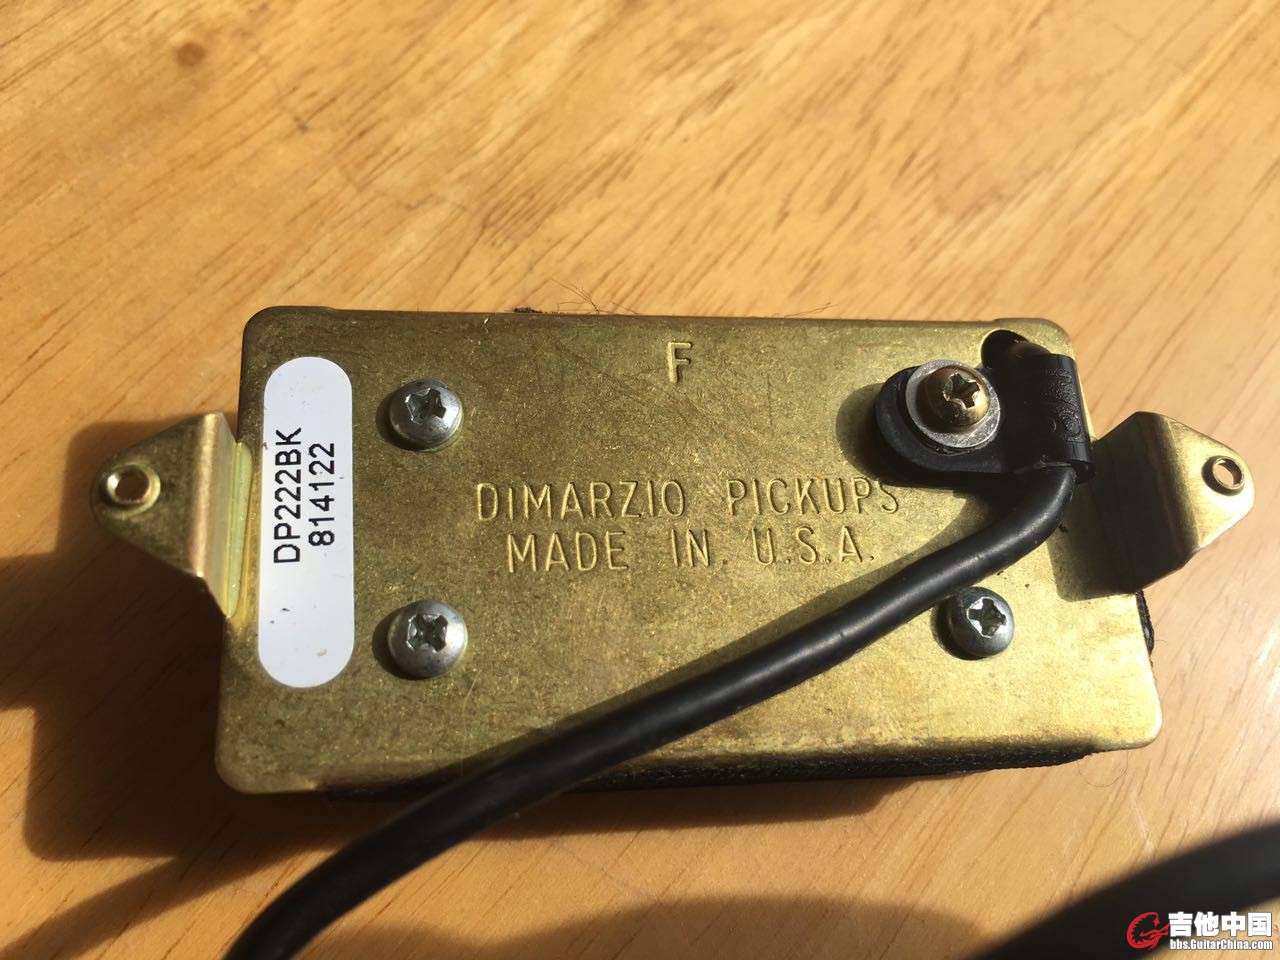 F
DP222BK
814122
DiMARZIO PICKUPS
MADE IN. U.S.A.
吉他中国
bbs.GuitarChina.com